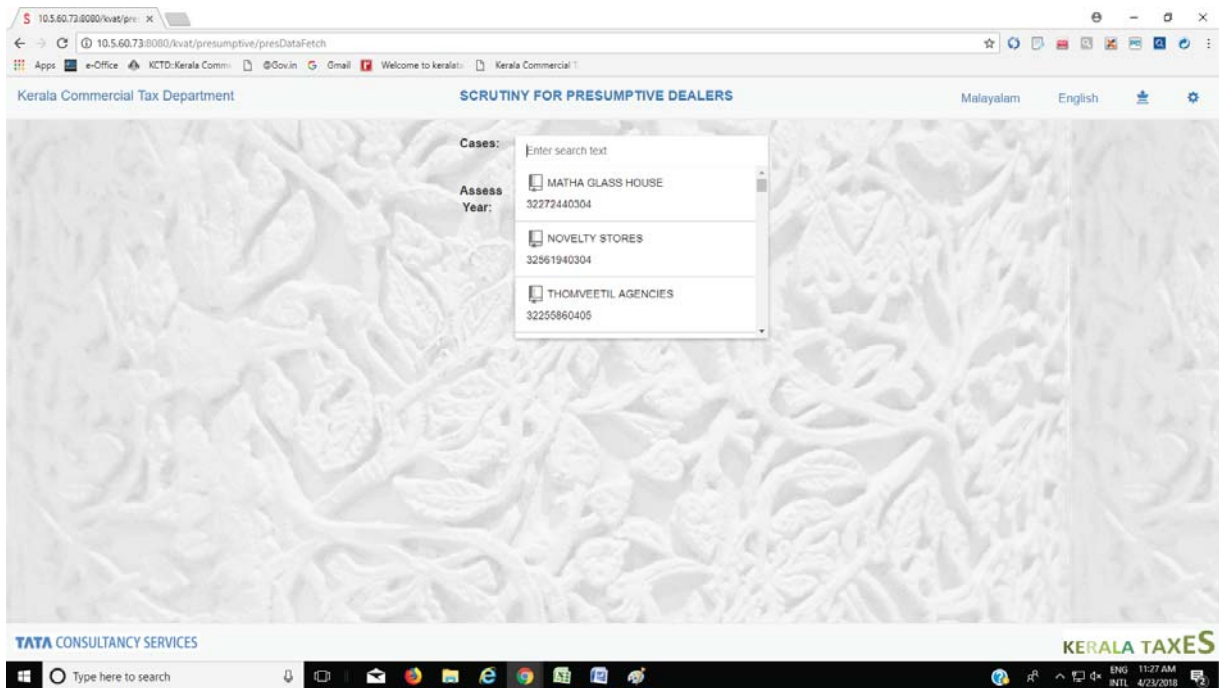 10.5.60.73:8080/kvat/pre
10.5.60.73:8080/kvat/presumptive/presDataFetch
Apps e-Office KCTD::Kerala Comm @Gov.in Gmail Welcome to keralat Kerala Commercial T
Kerala Commercial Tax Department SCRUTINY FOR PRESUMPTIVE DEALERS Malayalam English
Cases: Enter search text
MATHA GLASS HOUSE
Assess Year: 32272440304
NOVELTY STORES
32561940304
THOMVEETIL AGENCIES
32255860405
TATA CONSULTANCY SERVICES KERALA TAXES
Type here to search ENG 11:27 AM
INTL 4/23/2018